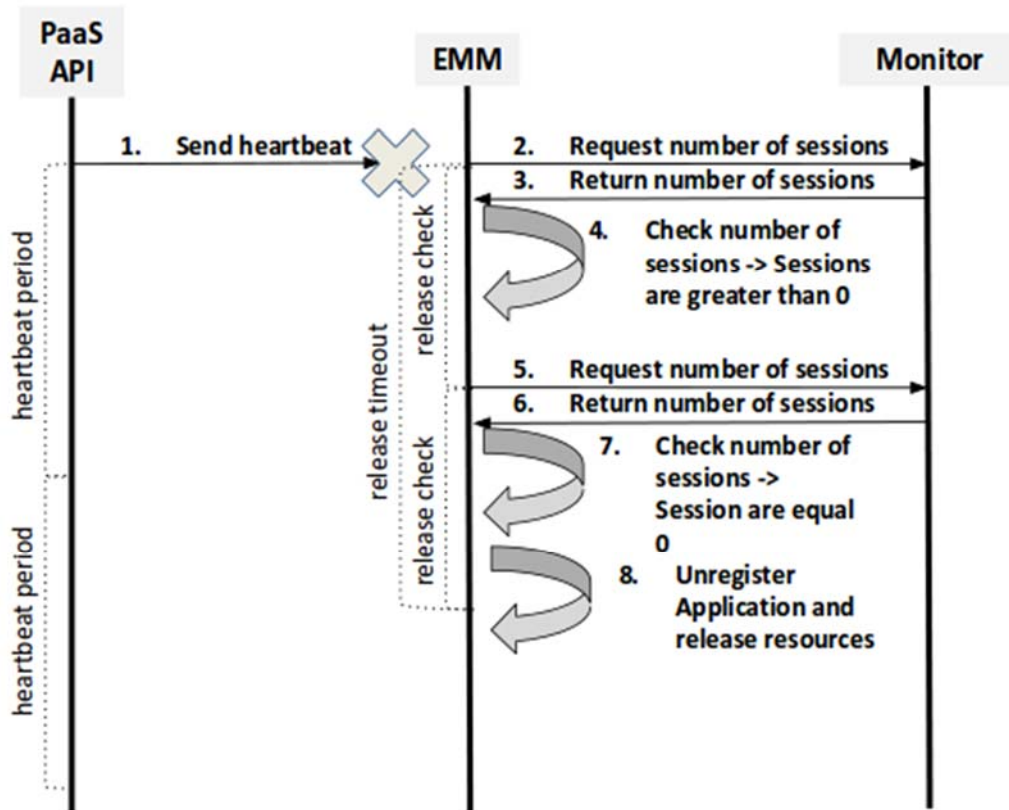 PaaS
API
EMM
Monitor
1. Send heartbeat
2. Request number of sessions
3. Return number of sessions
4. Check number of
sessions -> Sessions
are greater than 0
5. Request number of sessions
6. Return number of sessions
7. Check number of
sessions ->
Session are equal
0
8. Unregister
Application and
release resources
heartbeat period
heartbeat period
release timeout
release check
release check